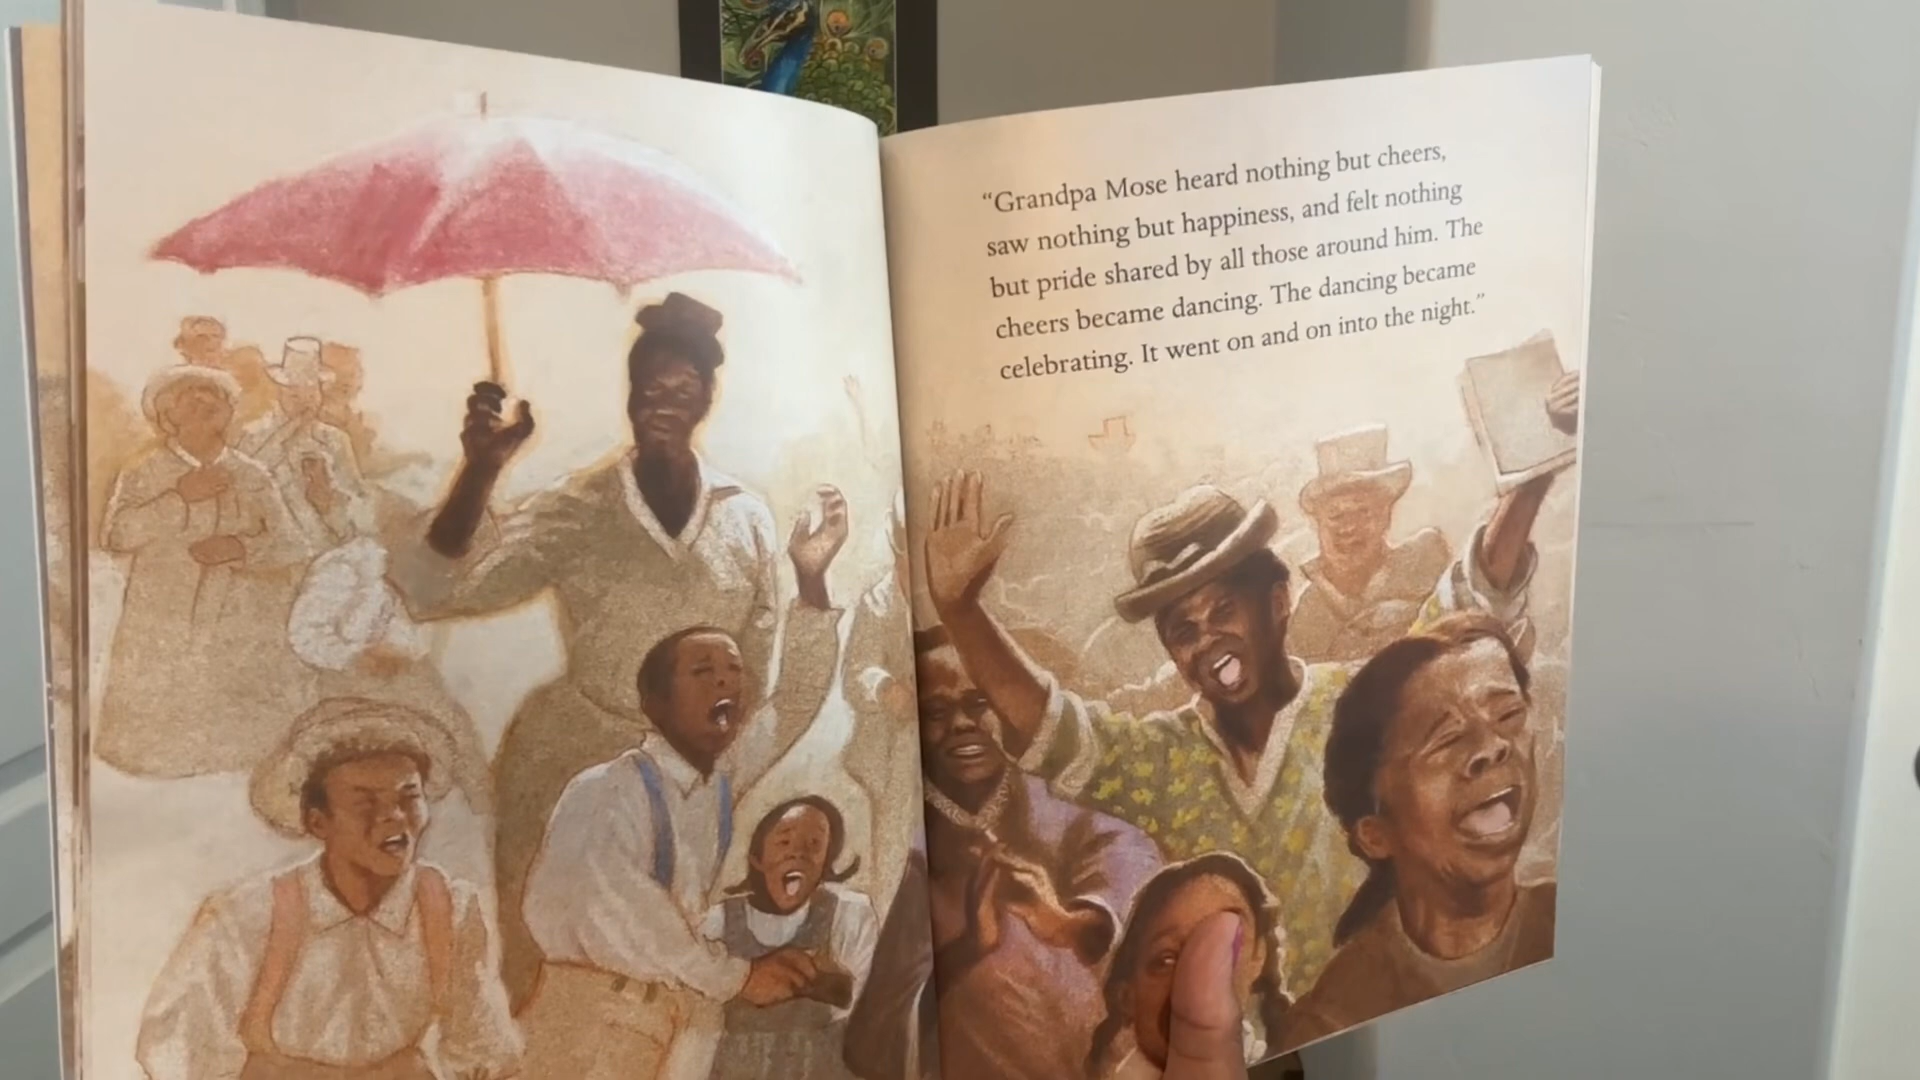 “Grandpa Mose heard nothing but cheers,
saw nothing but happiness, and felt nothing
but pride shared by all those around him. The
cheers became dancing. The dancing became
celebrating. It went on and on into the night.”